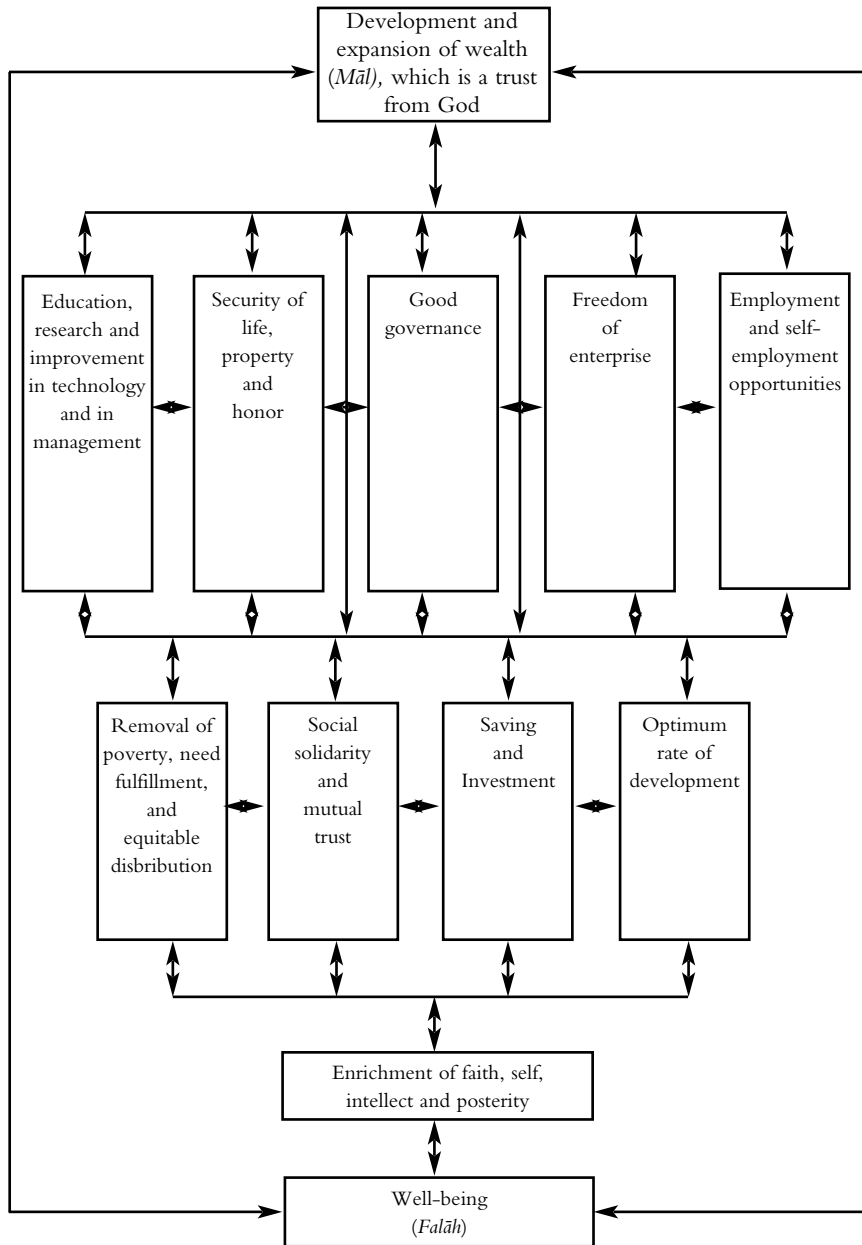 Development and
expansion of wealth
(Māl), which is a trust
from God
Education,
research and
improvement
in technology
and in
management
Security of
life,
property
and
honor
Good
governance
Freedom
of
enterprise
Employment
and self-
employment
opportunities
Removal of
poverty, need
fulfillment,
and
equitable
disbribution
Social
solidarity
and
mutual
trust
Saving
and
Investment
Optimum
rate of
development
Enrichment of faith, self,
intellect and posterity
Well-being
(Falāh)